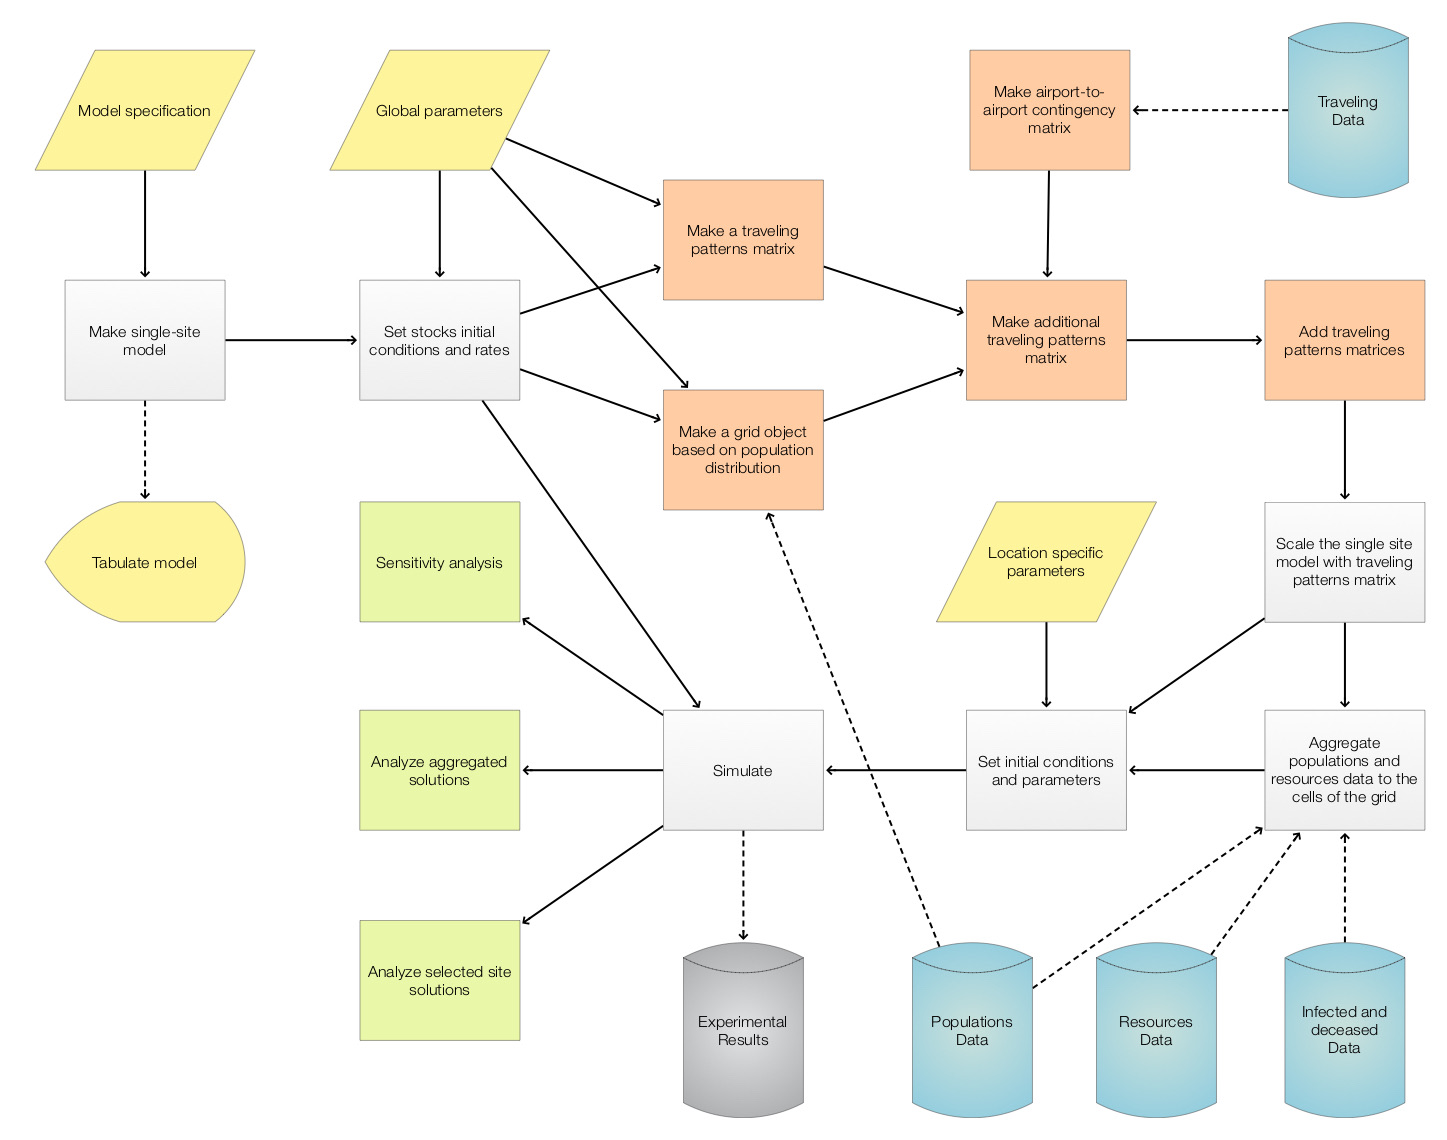 Model specification
Global parameters
Make airport-to-
airport contingency
matrix
Traveling
Data
Make a traveling
patterns matrix
Make single-site
model
Set stocks initial
conditions and rates
Make additional
traveling patterns
matrix
Add traveling
patterns matrices
Make a grid object
based on population
distribution
Tabulate model
Sensitivity analysis
Location specific
parameters
Scale the single site
model with traveling
patterns matrix
Analyze aggregated
solutions
Simulate
Set initial conditions
and parameters
Aggregate
populations and
resources data to the
cells of the grid
Analyze selected site
solutions
Experimental
Results
Populations
Data
Resources
Data
Infected and
deceased
Data